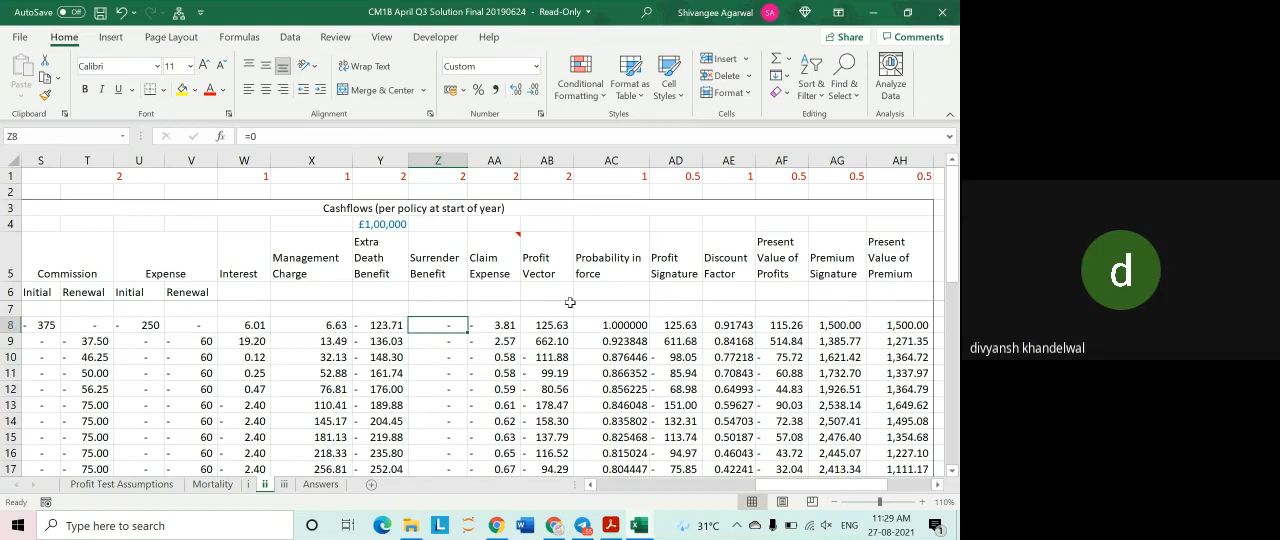 AutoSave Off CM1B April Q3 Solution Final 20190624 - Read-Only Shivangee Agarwal SA
File Home Insert Page Layout Formulas Data Review View Developer Help Share Comments
Paste Calibri 11 Wrap Text Custom Conditional Formatting Format as Table Cell Styles Insert Sort & Filter Find & Select Analyze Data
B I U Merge & Center % Delete
Format
Clipboard Font Alignment Number Styles Cells Editing Analysis
Z8 fx =0
S T U V W X Y Z AA AB AC AD AE AF AG AH
1 2 1 1 2 2 2 2 1 0.5 1 0.5 0.5 0.5
2
3 Cashflows (per policy at start of year)
4 £1,00,000
5 Commission Expense Interest Management Charge Extra Death Benefit Surrender Benefit Claim Expense Profit Vector Probability in force Profit Signature Discount Factor Present Value of Profits Premium Signature Present Value of Premium
6 Initial Renewal Initial Renewal
7
8 - 375 - - 250 - 6.01 6.63 - 123.71 - - 3.81 125.63 1.000000 125.63 0.91743 115.26 1,500.00 1,500.00
9 - - 37.50 - - 60 19.20 13.49 - 136.03 - - 2.57 662.10 0.923848 611.68 0.84168 514.84 1,385.77 1,271.35
10 - - 46.25 - - 60 - 0.12 32.13 - 148.30 - - 0.58 - 111.88 0.876446 - 98.05 0.77218 - 75.72 1,621.42 1,364.72
11 - - 50.00 - - 60 - 0.25 52.88 - 161.74 - - 0.58 - 99.19 0.866352 - 85.94 0.70843 - 60.88 1,732.70 1,337.97
12 - - 56.25 - - 60 - 0.47 76.81 - 176.00 - - 0.59 - 80.56 0.856225 - 68.98 0.64993 - 44.83 1,926.51 1,364.79
13 - - 75.00 - - 60 - 2.40 110.41 - 189.88 - - 0.61 - 178.47 0.846048 - 151.00 0.59627 - 90.03 2,538.14 1,649.62
14 - - 75.00 - - 60 - 2.40 145.17 - 204.45 - - 0.62 - 158.30 0.835802 - 132.31 0.54703 - 72.38 2,507.41 1,495.08
15 - - 75.00 - - 60 - 2.40 181.13 - 219.88 - - 0.63 - 137.79 0.825468 - 113.74 0.50187 - 57.08 2,476.40 1,354.68
16 - - 75.00 - - 60 - 2.40 218.33 - 235.80 - - 0.65 - 116.52 0.815024 - 94.97 0.46043 - 43.72 2,445.07 1,227.10
17 - - 75.00 - - 60 - 2.40 256.81 - 252.04 - - 0.67 - 94.29 0.804447 - 75.85 0.42241 - 32.04 2,413.34 1,111.17
Profit Test Assumptions Mortality i ii iii Answers
Ready 110%
Type here to search 31°C ENG 11:29 AM
27-08-2021
d
divyansh khandelwal